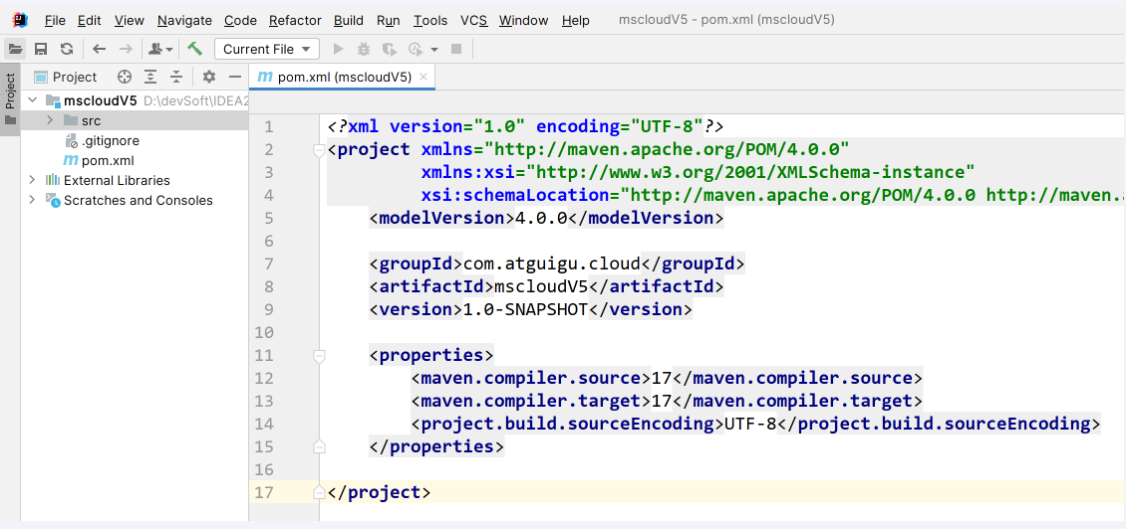 File Edit View Navigate Code Refactor Build Run Tools VCS Window Help mscloudV5 - pom.xml (mscloudV5)
Current File
Project
Project
pom.xml (mscloudV5)
mscloudV5 D:\devSoft\IDEA2
src
.gitignore
pom.xml
External Libraries
Scratches and Consoles
1 <?xml version="1.0" encoding="UTF-8"?>
2 <project xmlns="http://maven.apache.org/POM/4.0.0"
3 xmlns:xsi="http://www.w3.org/2001/XMLSchema-instance"
4 xsi:schemaLocation="http://maven.apache.org/POM/4.0.0 http://maven.
5 <modelVersion>4.0.0</modelVersion>
6
7 <groupId>com.atguigu.cloud</groupId>
8 <artifactId>mscloudV5</artifactId>
9 <version>1.0-SNAPSHOT</version>
10
11 <properties>
12 <maven.compiler.source>17</maven.compiler.source>
13 <maven.compiler.target>17</maven.compiler.target>
14 <project.build.sourceEncoding>UTF-8</project.build.sourceEncoding>
15 </properties>
16
17 </project>